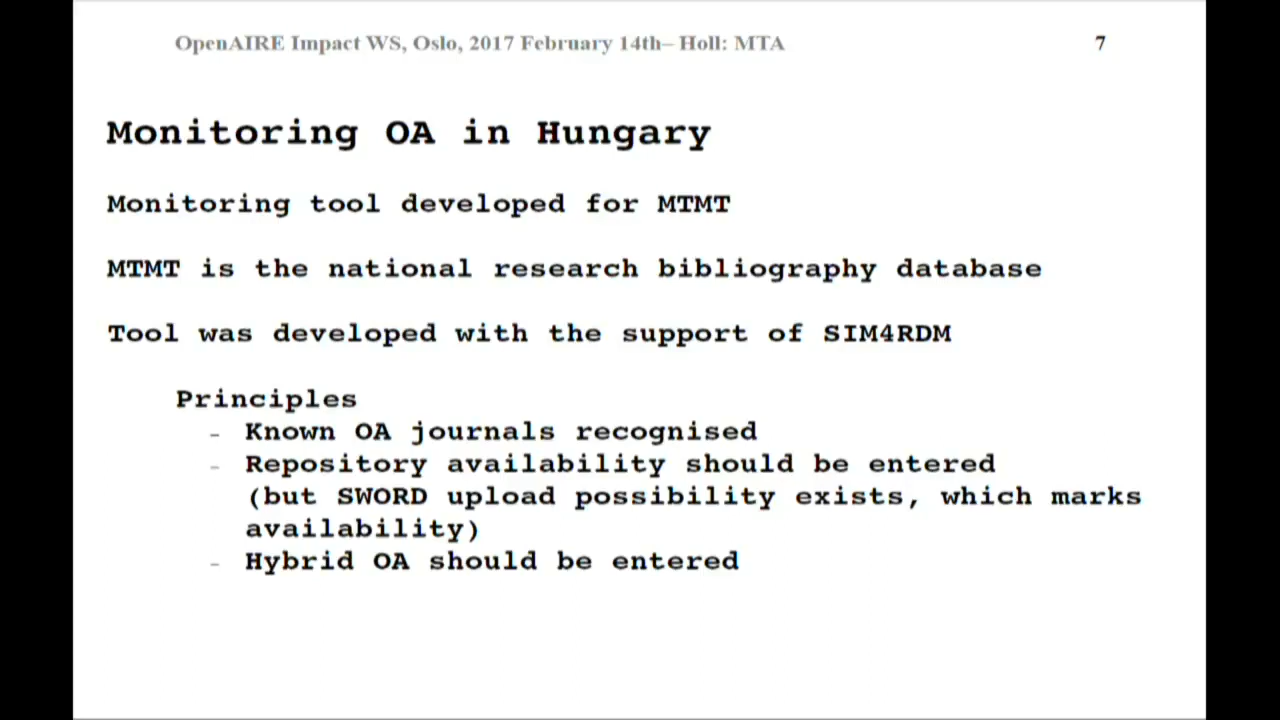 OpenAIRE Impact WS, Oslo, 2017 February 14th– Holl: MTA 7
Monitoring OA in Hungary
Monitoring tool developed for MTMT
MTMT is the national research bibliography database
Tool was developed with the support of SIM4RDM
Principles
– Known OA journals recognised
– Repository availability should be entered
(but SWORD upload possibility exists, which marks
availability)
– Hybrid OA should be entered